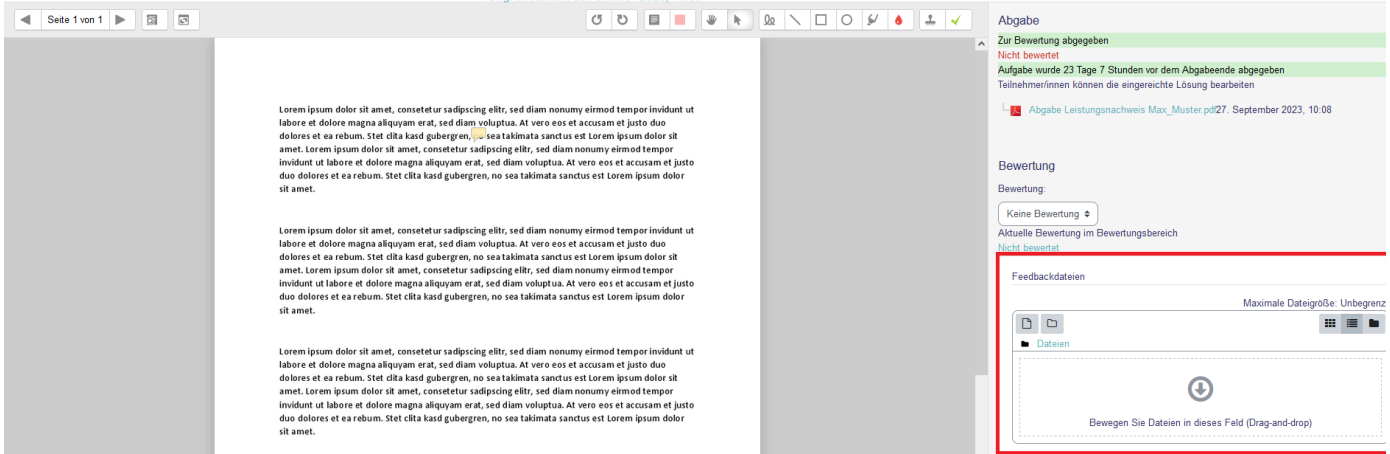 Seite 1 von 1
Lorem ipsum dolor sit amet, consetetur sadipscing elitr, sed diam nonumy eirmod tempor invidunt ut
labore et dolore magna aliquyam erat, sed diam voluptua. At vero eos et accusam et justo duo
dolores et ea rebum. Stet clita kasd gubergren, sea takimata sanctus est Lorem ipsum dolor sit
amet. Lorem ipsum dolor sit amet, consetetur sadipscing elitr, sed diam nonumy eirmod tempor
invidunt ut labore et dolore magna aliquyam erat, sed diam voluptua. At vero eos et accusam et justo
duo dolores et ea rebum. Stet clita kasd gubergren, no sea takimata sanctus est Lorem ipsum dolor
sit amet.
Lorem ipsum dolor sit amet, consetetur sadipscing elitr, sed diam nonumy eirmod tempor invidunt ut
labore et dolore magna aliquyam erat, sed diam voluptua. At vero eos et accusam et justo duo
dolores et ea rebum. Stet clita kasd gubergren, no sea takimata sanctus est Lorem ipsum dolor sit
amet. Lorem ipsum dolor sit amet, consetetur sadipscing elitr, sed diam nonumy eirmod tempor
invidunt ut labore et dolore magna aliquyam erat, sed diam voluptua. At vero eos et accusam et justo
duo dolores et ea rebum. Stet clita kasd gubergren, no sea takimata sanctus est Lorem ipsum dolor
sit amet.
Lorem ipsum dolor sit amet, consetetur sadipscing elitr, sed diam nonumy eirmod tempor invidunt ut
labore et dolore magna aliquyam erat, sed diam voluptua. At vero eos et accusam et justo duo
dolores et ea rebum. Stet clita kasd gubergren, no sea takimata sanctus est Lorem ipsum dolor sit
amet. Lorem ipsum dolor sit amet, consetetur sadipscing elitr, sed diam nonumy eirmod tempor
invidunt ut labore et dolore magna aliquyam erat, sed diam voluptua. At vero eos et accusam et justo
duo dolores et ea rebum. Stet clita kasd gubergren, no sea takimata sanctus est Lorem ipsum dolor
sit amet.
Abgabe
Zur Bewertung abgegeben
Nicht bewertet
Aufgabe wurde 23 Tage 7 Stunden vor dem Abgabeende abgegeben
Teilnehmer/innen können die eingereichte Lösung bearbeiten
Abgabe Leistungsnachweis Max_Muster.pdf27. September 2023, 10:08
Bewertung
Bewertung:
Keine Bewertung
Aktuelle Bewertung im Bewertungsbereich
Nicht bewertet
Feedbackdateien
Maximale Dateigröße: Unbegrenz
Dateien
Bewegen Sie Dateien in dieses Feld (Drag-and-drop)